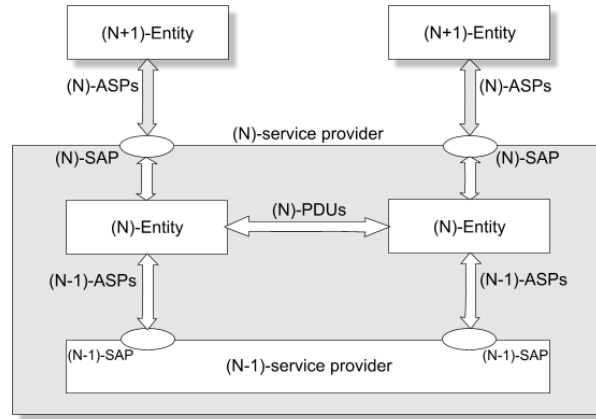 (N+1)-Entity
(N+1)-Entity
(N)-ASPs
(N)-ASPs
(N)-service provider
(N)-SAP
(N)-SAP
(N)-PDUs
(N)-Entity
(N)-Entity
(N-1)-ASPs
(N-1)-ASPs
(N-1)-SAP
(N-1)-service provider
(N-1)-SAP